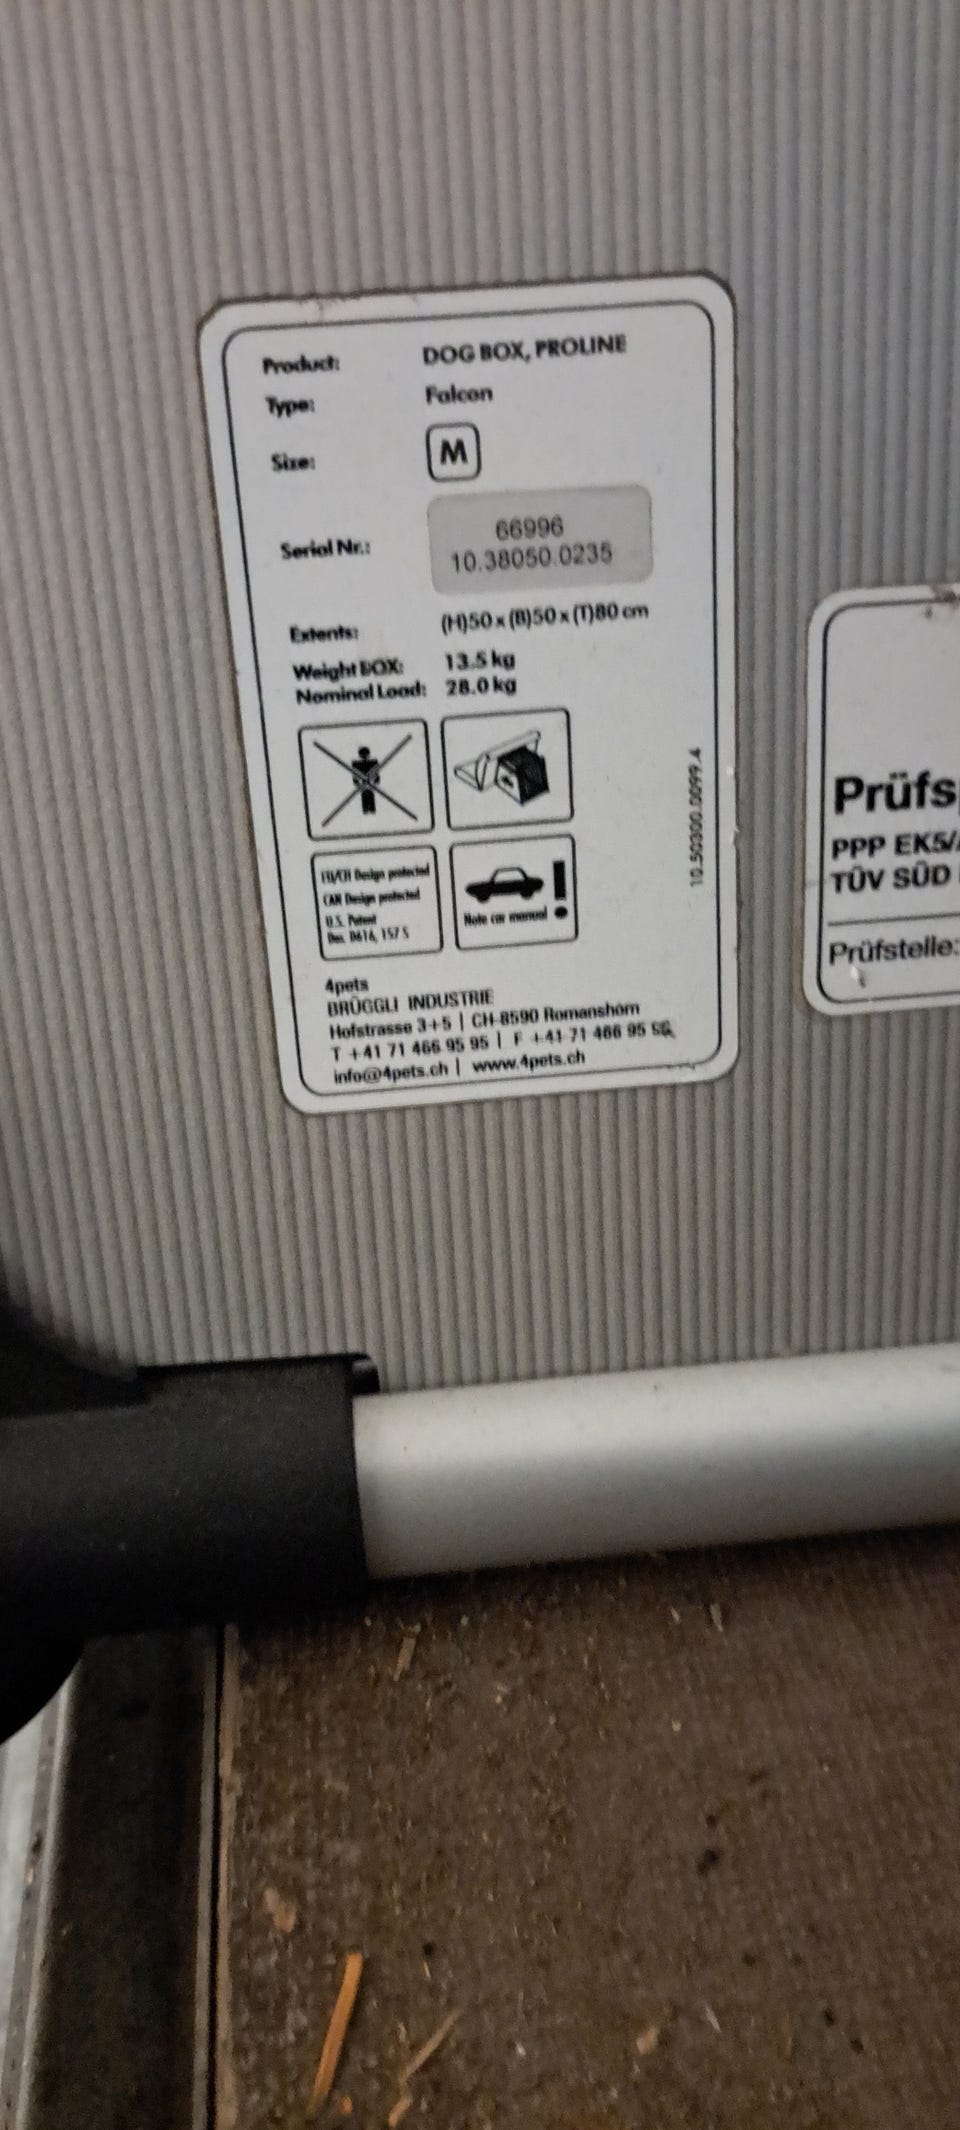 Product: DOG BOX, PROLINE
Type: Falcon
Size: M
Serial Nr.: 66996
10.38050.0235
Extents: (H)50 x (B)50 x (T)80 cm
Weight BOX: 13.5 kg
Nominal Load: 28.0 kg
EU/CH Design protected
CAN Design protected
U.S. Patent
Des. D616, 157 S
Note car manual !
10.50300.0099.4
4pets
BRÜGGLI INDUSTRIE
Hofstrasse 3+5 | CH-8590 Romanshorn
T +41 71 466 95 95 | F +41 71 466 95
info@4pets.ch | www.4pets.ch
Prüfs
PPP EK5/
TÜV SÜD
Prüfstelle: